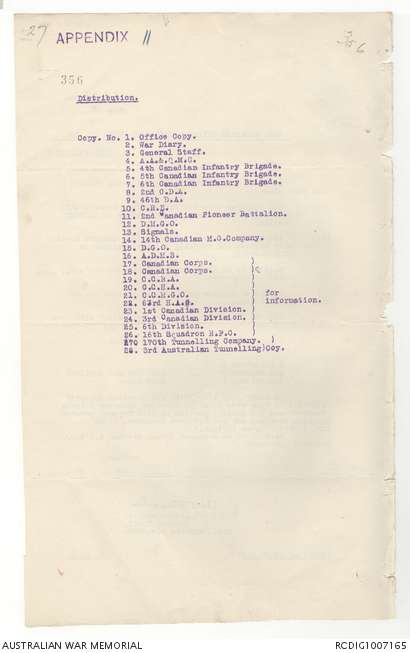 27
APPENDIX 11
356
Distribution.
Copy. No. 1. Office Copy.
2. War Diary.
3. General Staff.
4. A.A.& Q.M.G.
5. 4th Canadian Infantry Brigade.
6. 5th Canadian Infantry Brigade.
7. 6th Canadian Infantry Brigade.
8. 2nd C.D.A.
9. 46th D.A.
10. C.R.E.
11. 2nd Canadian Pioneer Battalion.
12. D.M.G.O.
13. Signals.
14. 14th Canadian M.G.Company.
15. D.G.O.
16. A.D.M.S.
17. Canadian Corps. )
18. Canadian Corps. )
19. C.C.R.A. )
20. C.C.H.A. )
21. C.C.M.G.O. ) for
22. 63rd H.A.G. ) information.
23. 1st Canadian Division. )
24. 3rd Canadian Division. )
25. 6th Division. )
26. 16th Squadron R.F.C. )
170th Tunnelling Company. )
28. 3rd Australian Tunnelling)Coy.
AUSTRALIAN WAR MEMORIAL
RCDIG1007165